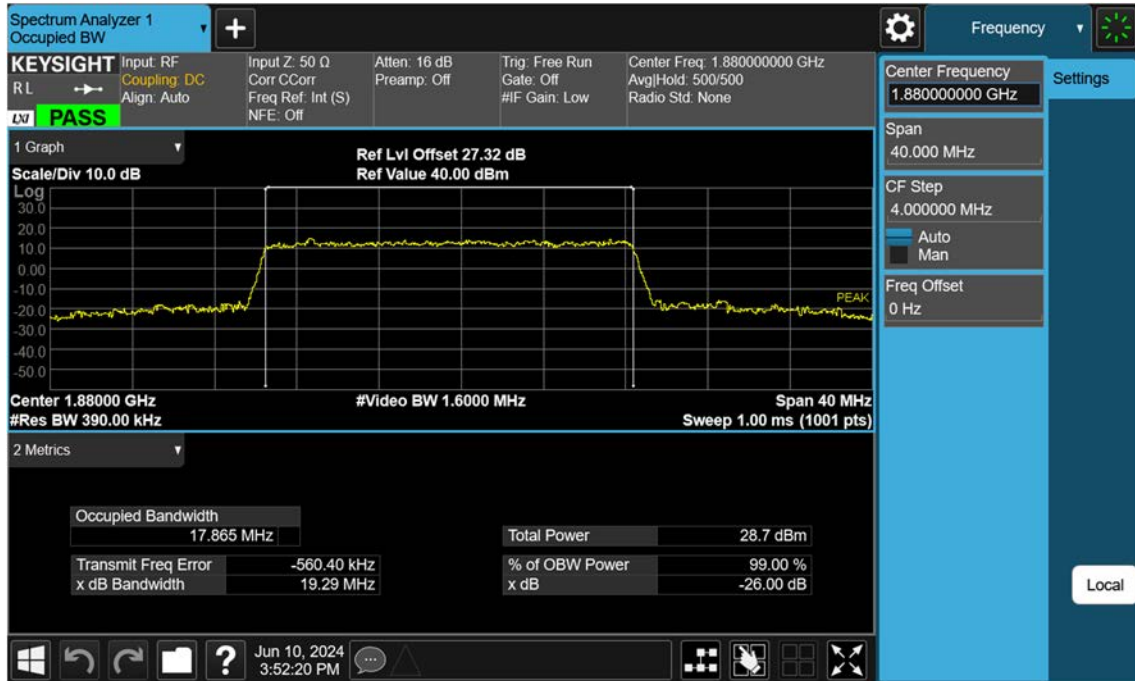 Spectrum Analyzer 1
Occupied BW
+
Frequency
KEYSIGHT
R L
LXI PASS
Input: RF
Coupling: DC
Align: Auto
Input Z: 50 Ω
Corr CCorr
Freq Ref: Int (S)
NFE: Off
Atten: 16 dB
Preamp: Off
Trig: Free Run
Gate: Off
#IF Gain: Low
Center Freq: 1.880000000 GHz
Avg|Hold: 500/500
Radio Std: None
Center Frequency
1.880000000 GHz
Settings
Span
40.000 MHz
CF Step
4.000000 MHz
Auto
Man
Freq Offset
0 Hz
Local
1 Graph
Scale/Div 10.0 dB
Ref Lvl Offset 27.32 dB
Ref Value 40.00 dBm
Log
30.0
20.0
10.0
0.00
-10.0
-20.0
-30.0
-40.0
-50.0
PEAK
Center 1.88000 GHz
#Video BW 1.6000 MHz
Span 40 MHz
#Res BW 390.00 kHz
Sweep 1.00 ms (1001 pts)
2 Metrics
Occupied Bandwidth
17.865 MHz
Total Power 28.7 dBm
Transmit Freq Error -560.40 kHz
% of OBW Power 99.00 %
x dB Bandwidth 19.29 MHz
x dB -26.00 dB
?
Jun 10, 2024
3:52:20 PM